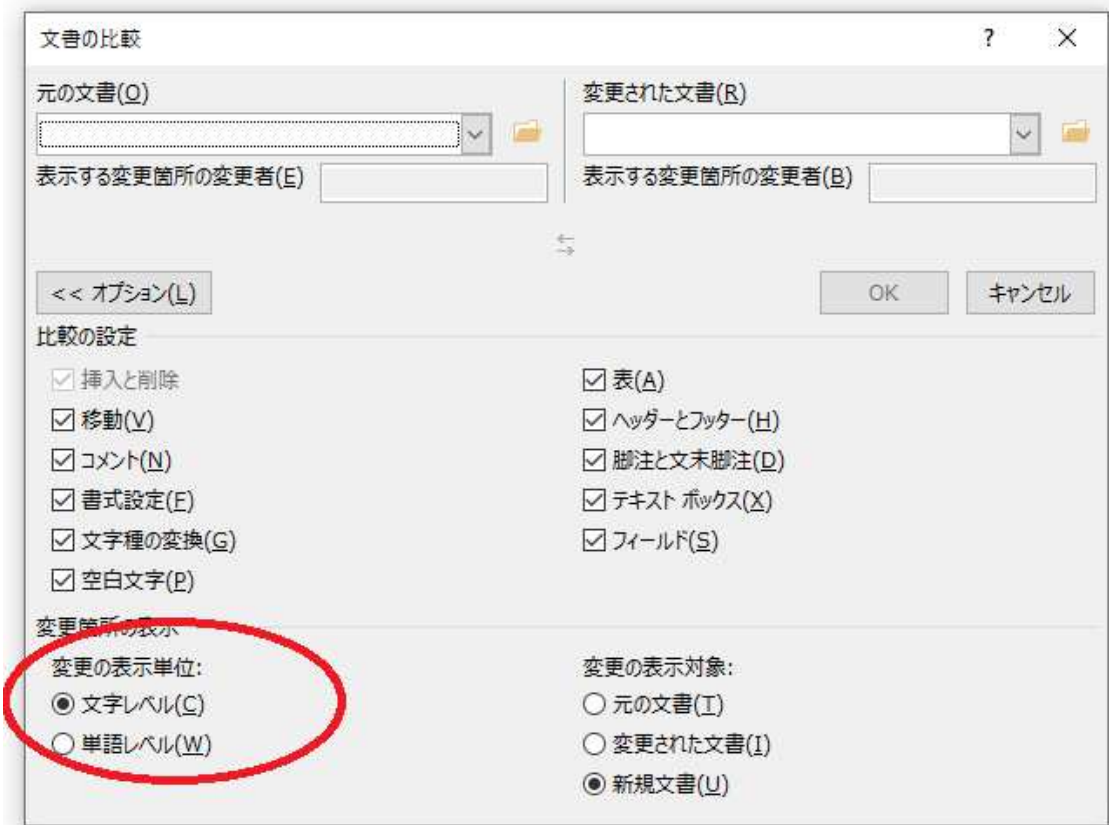 文書の比較
?
元の文書(O)
変更された文書(R)
表示する変更箇所の変更者(E)
表示する変更箇所の変更者(B)
<< オプション(L)
OK
キャンセル
比較の設定
挿入と削除
表(A)
移動(V)
ヘッダーとフッター(H)
コメント(N)
脚注と文末脚注(D)
書式設定(F)
テキスト ボックス(X)
文字種の変換(G)
フィールド(S)
空白文字(P)
変更箇所の表示
変更の表示単位:
変更の表示対象:
文字レベル(C)
元の文書(T)
単語レベル(W)
変更された文書(I)
新規文書(U)